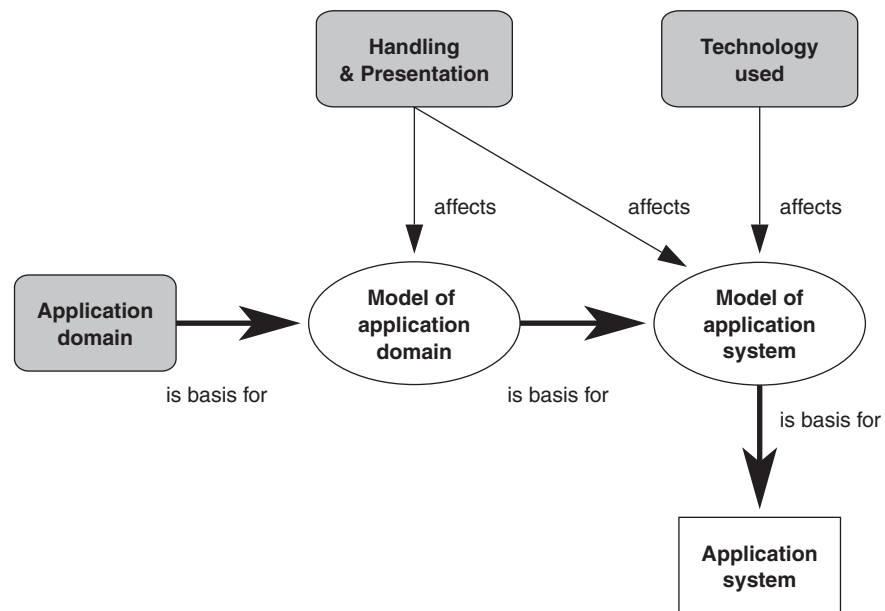 Handling
& Presentation
Technology
used
affects
affects
affects
Application
domain
Model of
application
domain
Model of
application
system
is basis for
is basis for
is basis for
Application
system